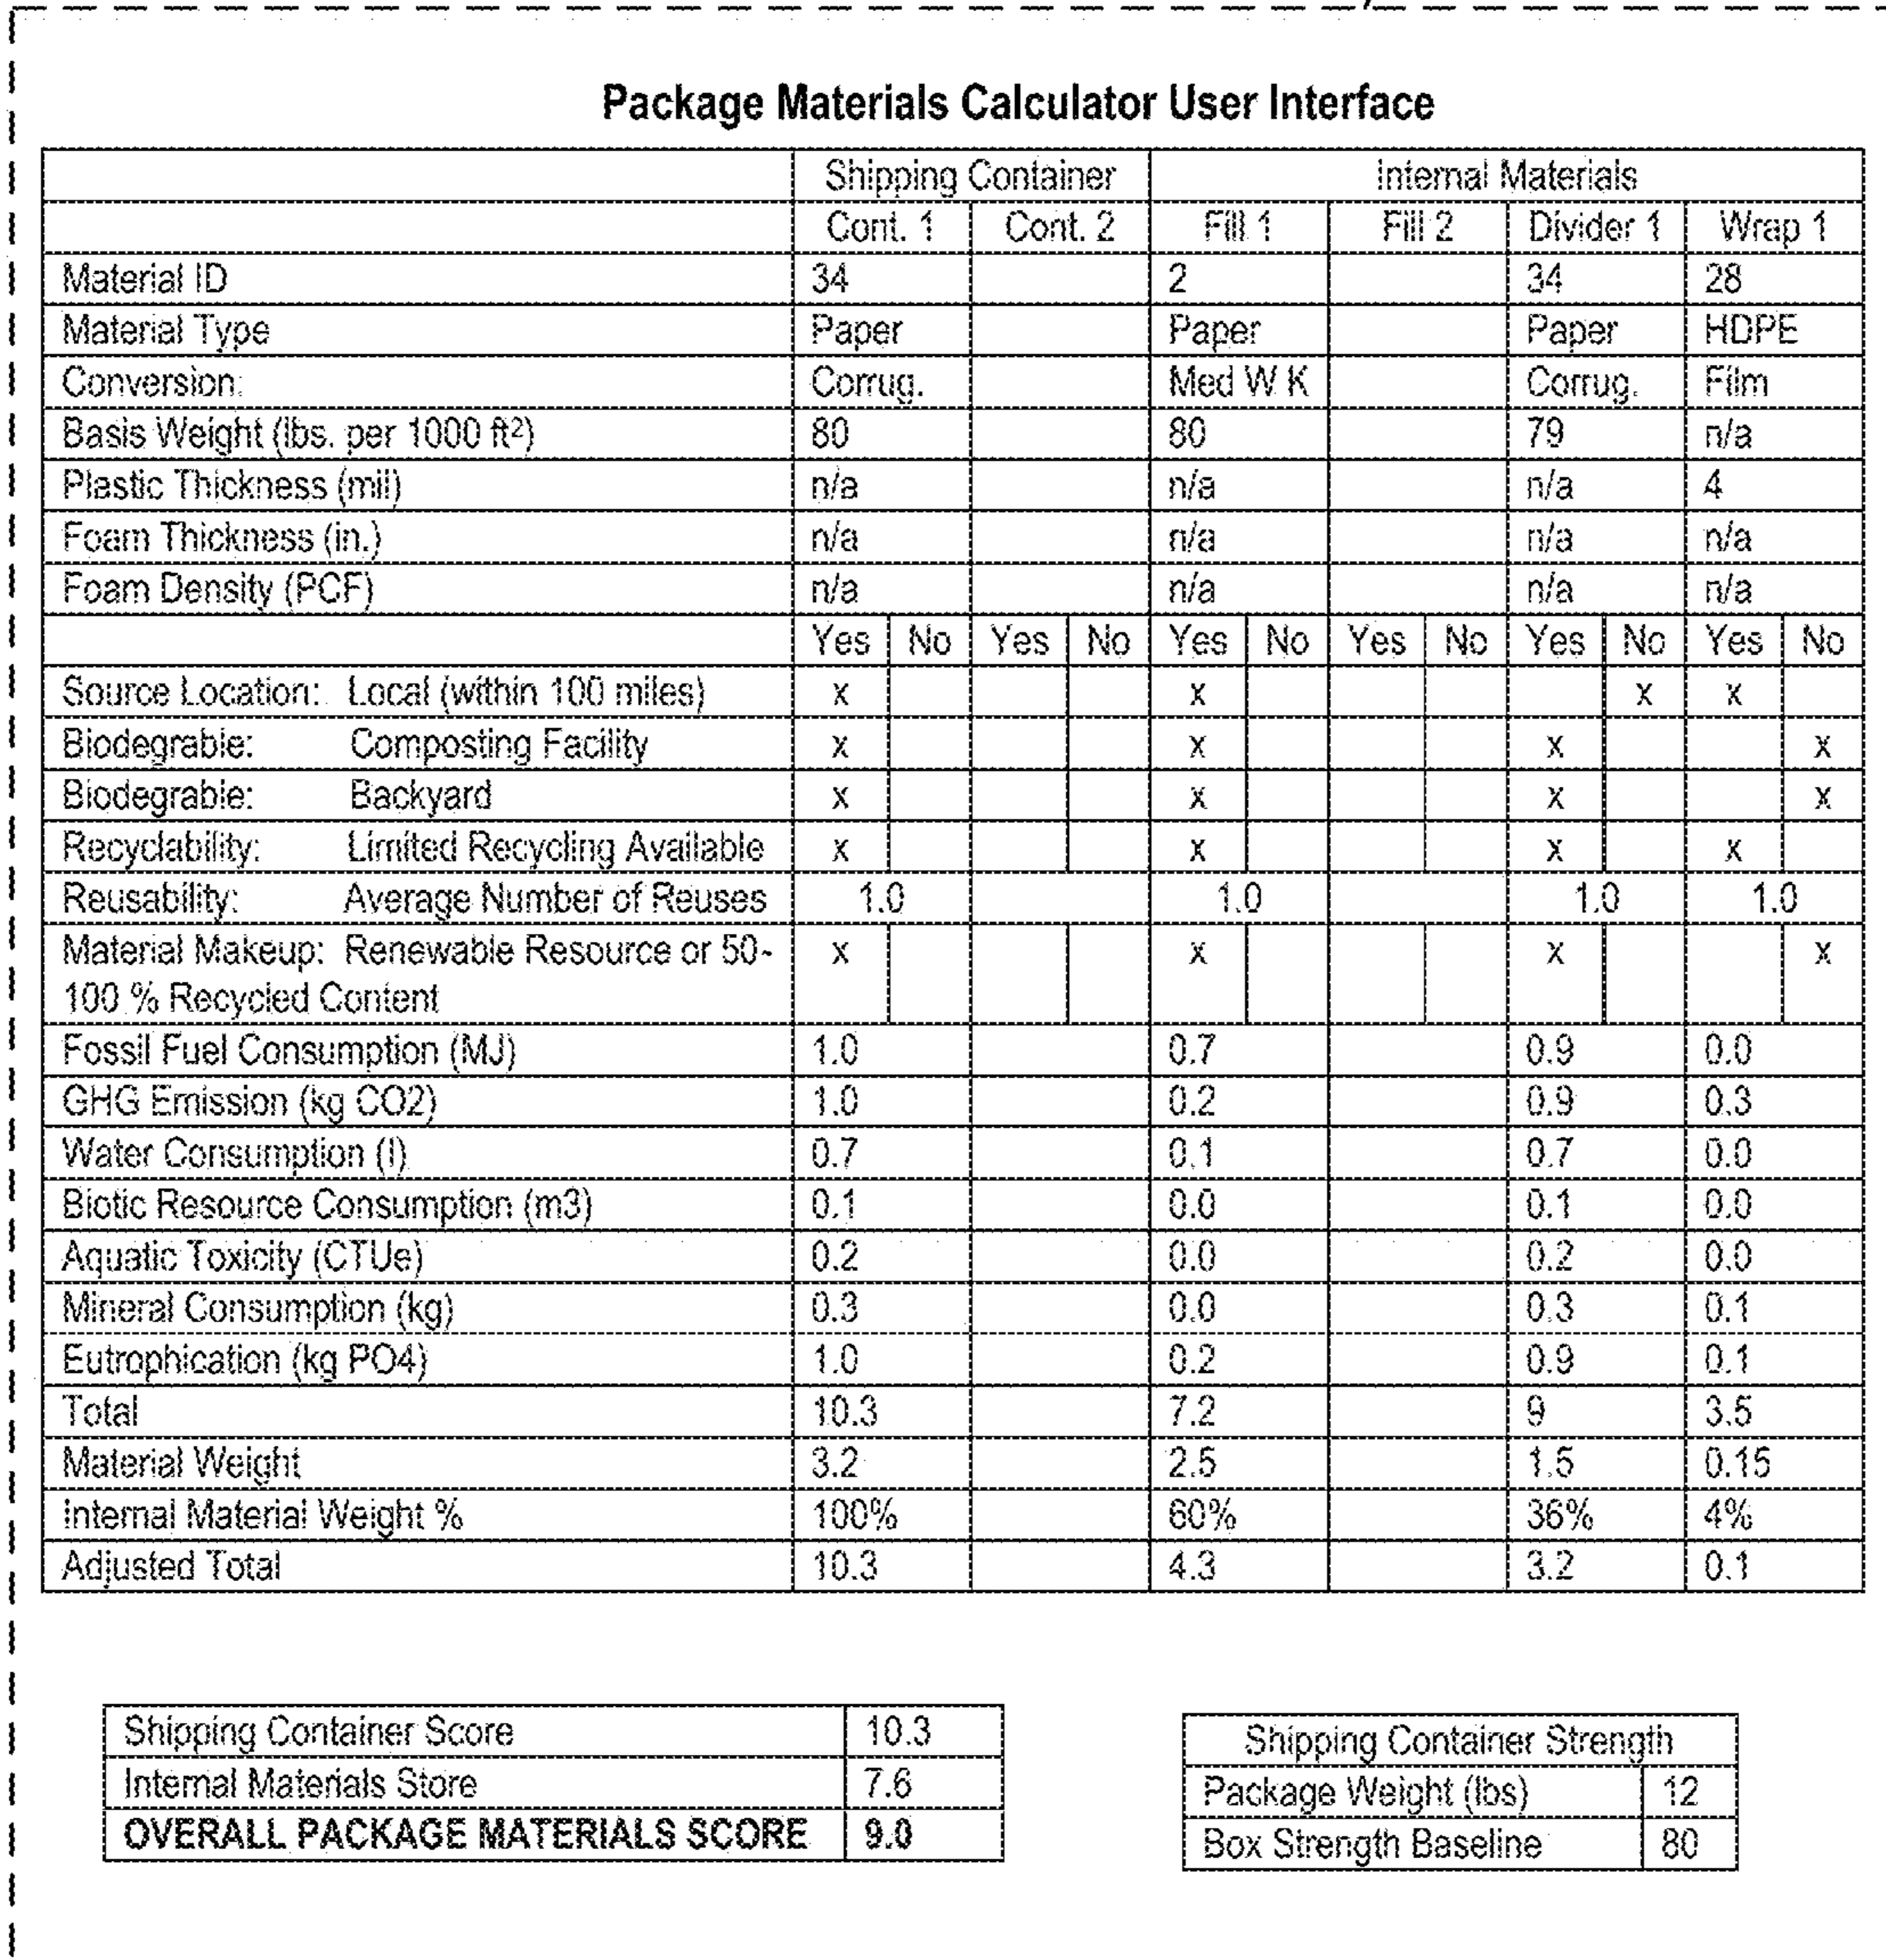 Package Materials Calculator User Interface
Shipping Container Internal Materials
Cont. 1 Cont. 2 Fill 1 Fill 2 Divider 1 Wrap 1
Material ID 34 2 34 28
Material Type Paper Paper Paper HDPE
Conversion: Corrug. Med W K Corrug. Film
Basis Weight (lbs. per 1000 ft²) 80 80 79 n/a
Plastic Thickness (mil) n/a n/a n/a 4
Foam Thickness (in.) n/a n/a n/a n/a
Foam Density (PCF) n/a n/a n/a n/a
Yes No Yes No Yes No Yes No Yes No Yes No
Source Location: Local (within 100 miles) x x x x
Biodegrable: Composting Facility x x x x
Biodegrable: Backyard x x x x
Recyclability: Limited Recycling Available x x x x
Reusability: Average Number of Reuses 1.0 1.0 1.0 1.0
Material Makeup: Renewable Resource or 50- x x x x
100 % Recycled Content
Fossil Fuel Consumption (MJ) 1.0 0.7 0.9 0.0
GHG Emission (kg CO2) 1.0 0.2 0.9 0.3
Water Consumption (l) 0.7 0.1 0.7 0.0
Biotic Resource Consumption (m3) 0.1 0.0 0.1 0.0
Aquatic Toxicity (CTUe) 0.2 0.0 0.2 0.0
Mineral Consumption (kg) 0.3 0.0 0.3 0.1
Eutrophication (kg PO4) 1.0 0.2 0.9 0.1
Total 10.3 7.2 9 3.5
Material Weight 3.2 2.5 1.5 0.15
Internal Material Weight % 100% 60% 36% 4%
Adjusted Total 10.3 4.3 3.2 0.1
Shipping Container Score 10.3
Internal Materials Store 7.6
OVERALL PACKAGE MATERIALS SCORE 9.0
Shipping Container Strength
Package Weight (lbs) 12
Box Strength Baseline 80